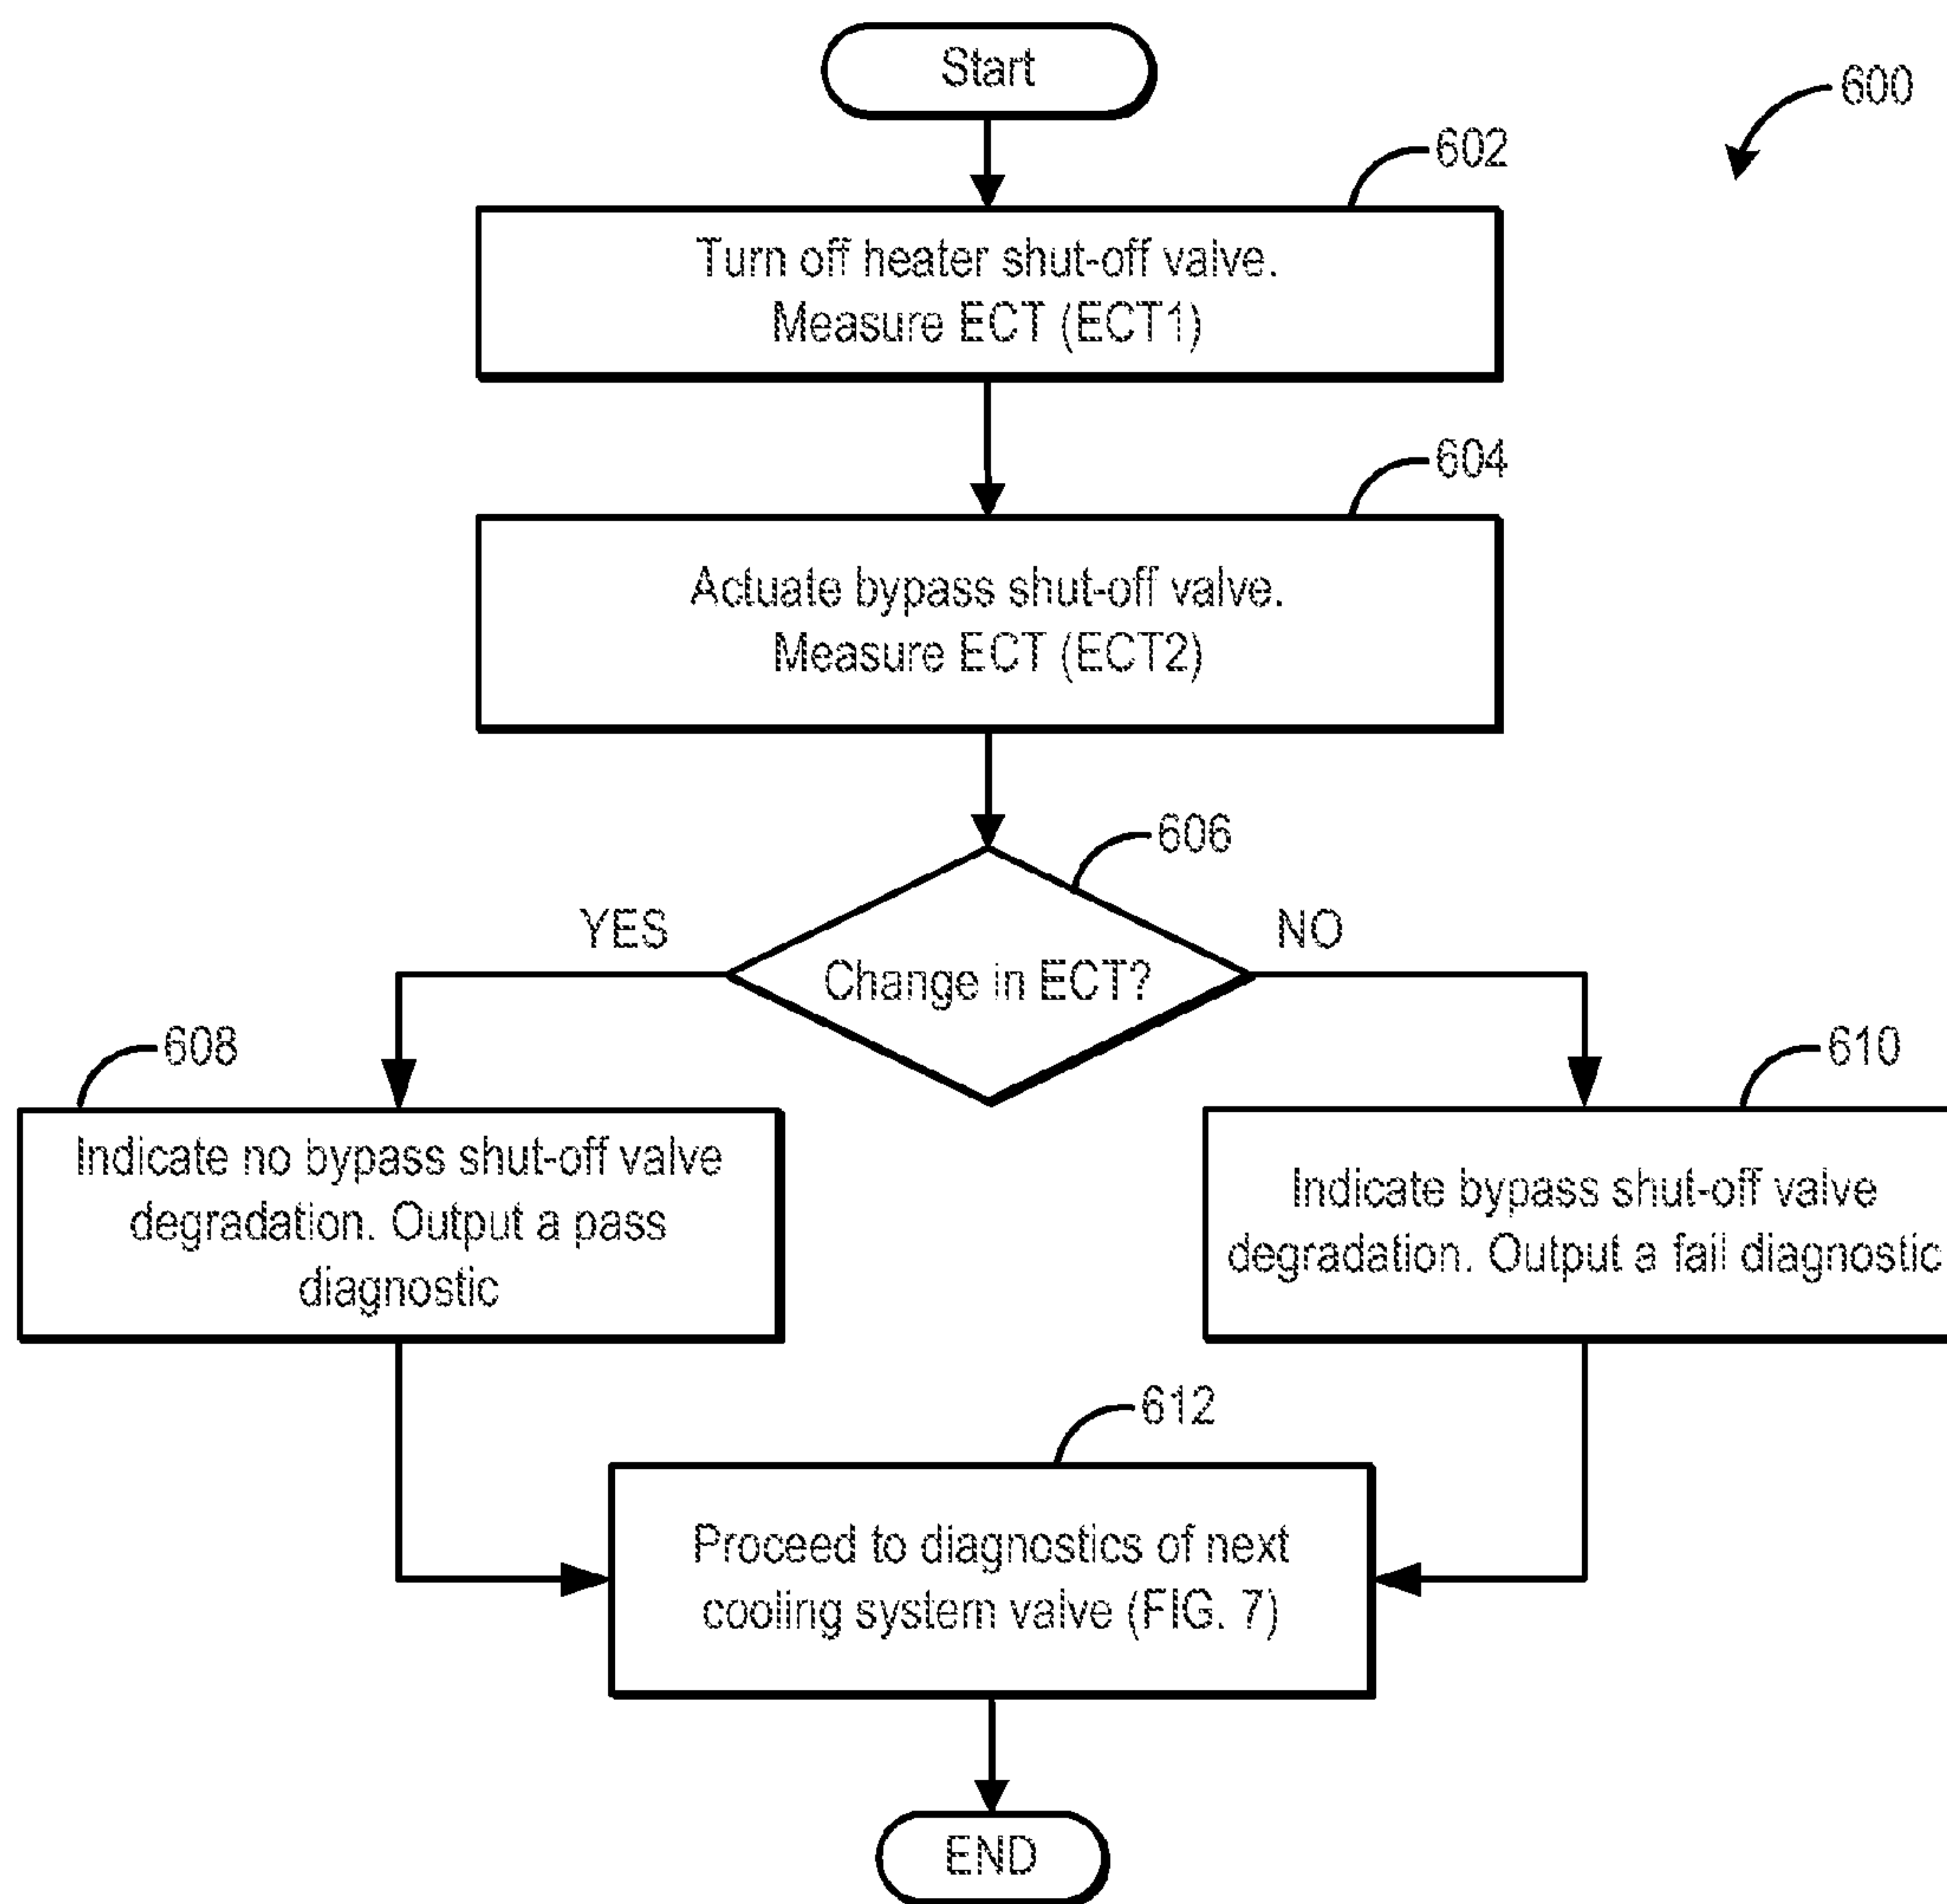 Start
600
602
Turn off heater shut-off valve.
Measure ECT (ECT1)
604
Actuate bypass shut-off valve.
Measure ECT (ECT2)
606
YES
NO
Change in ECT?
608
610
Indicate no bypass shut-off valve
degradation. Output a pass
diagnostic
Indicate bypass shut-off valve
degradation. Output a fail diagnostic
612
Proceed to diagnostics of next
cooling system valve (FIG. 7)
END